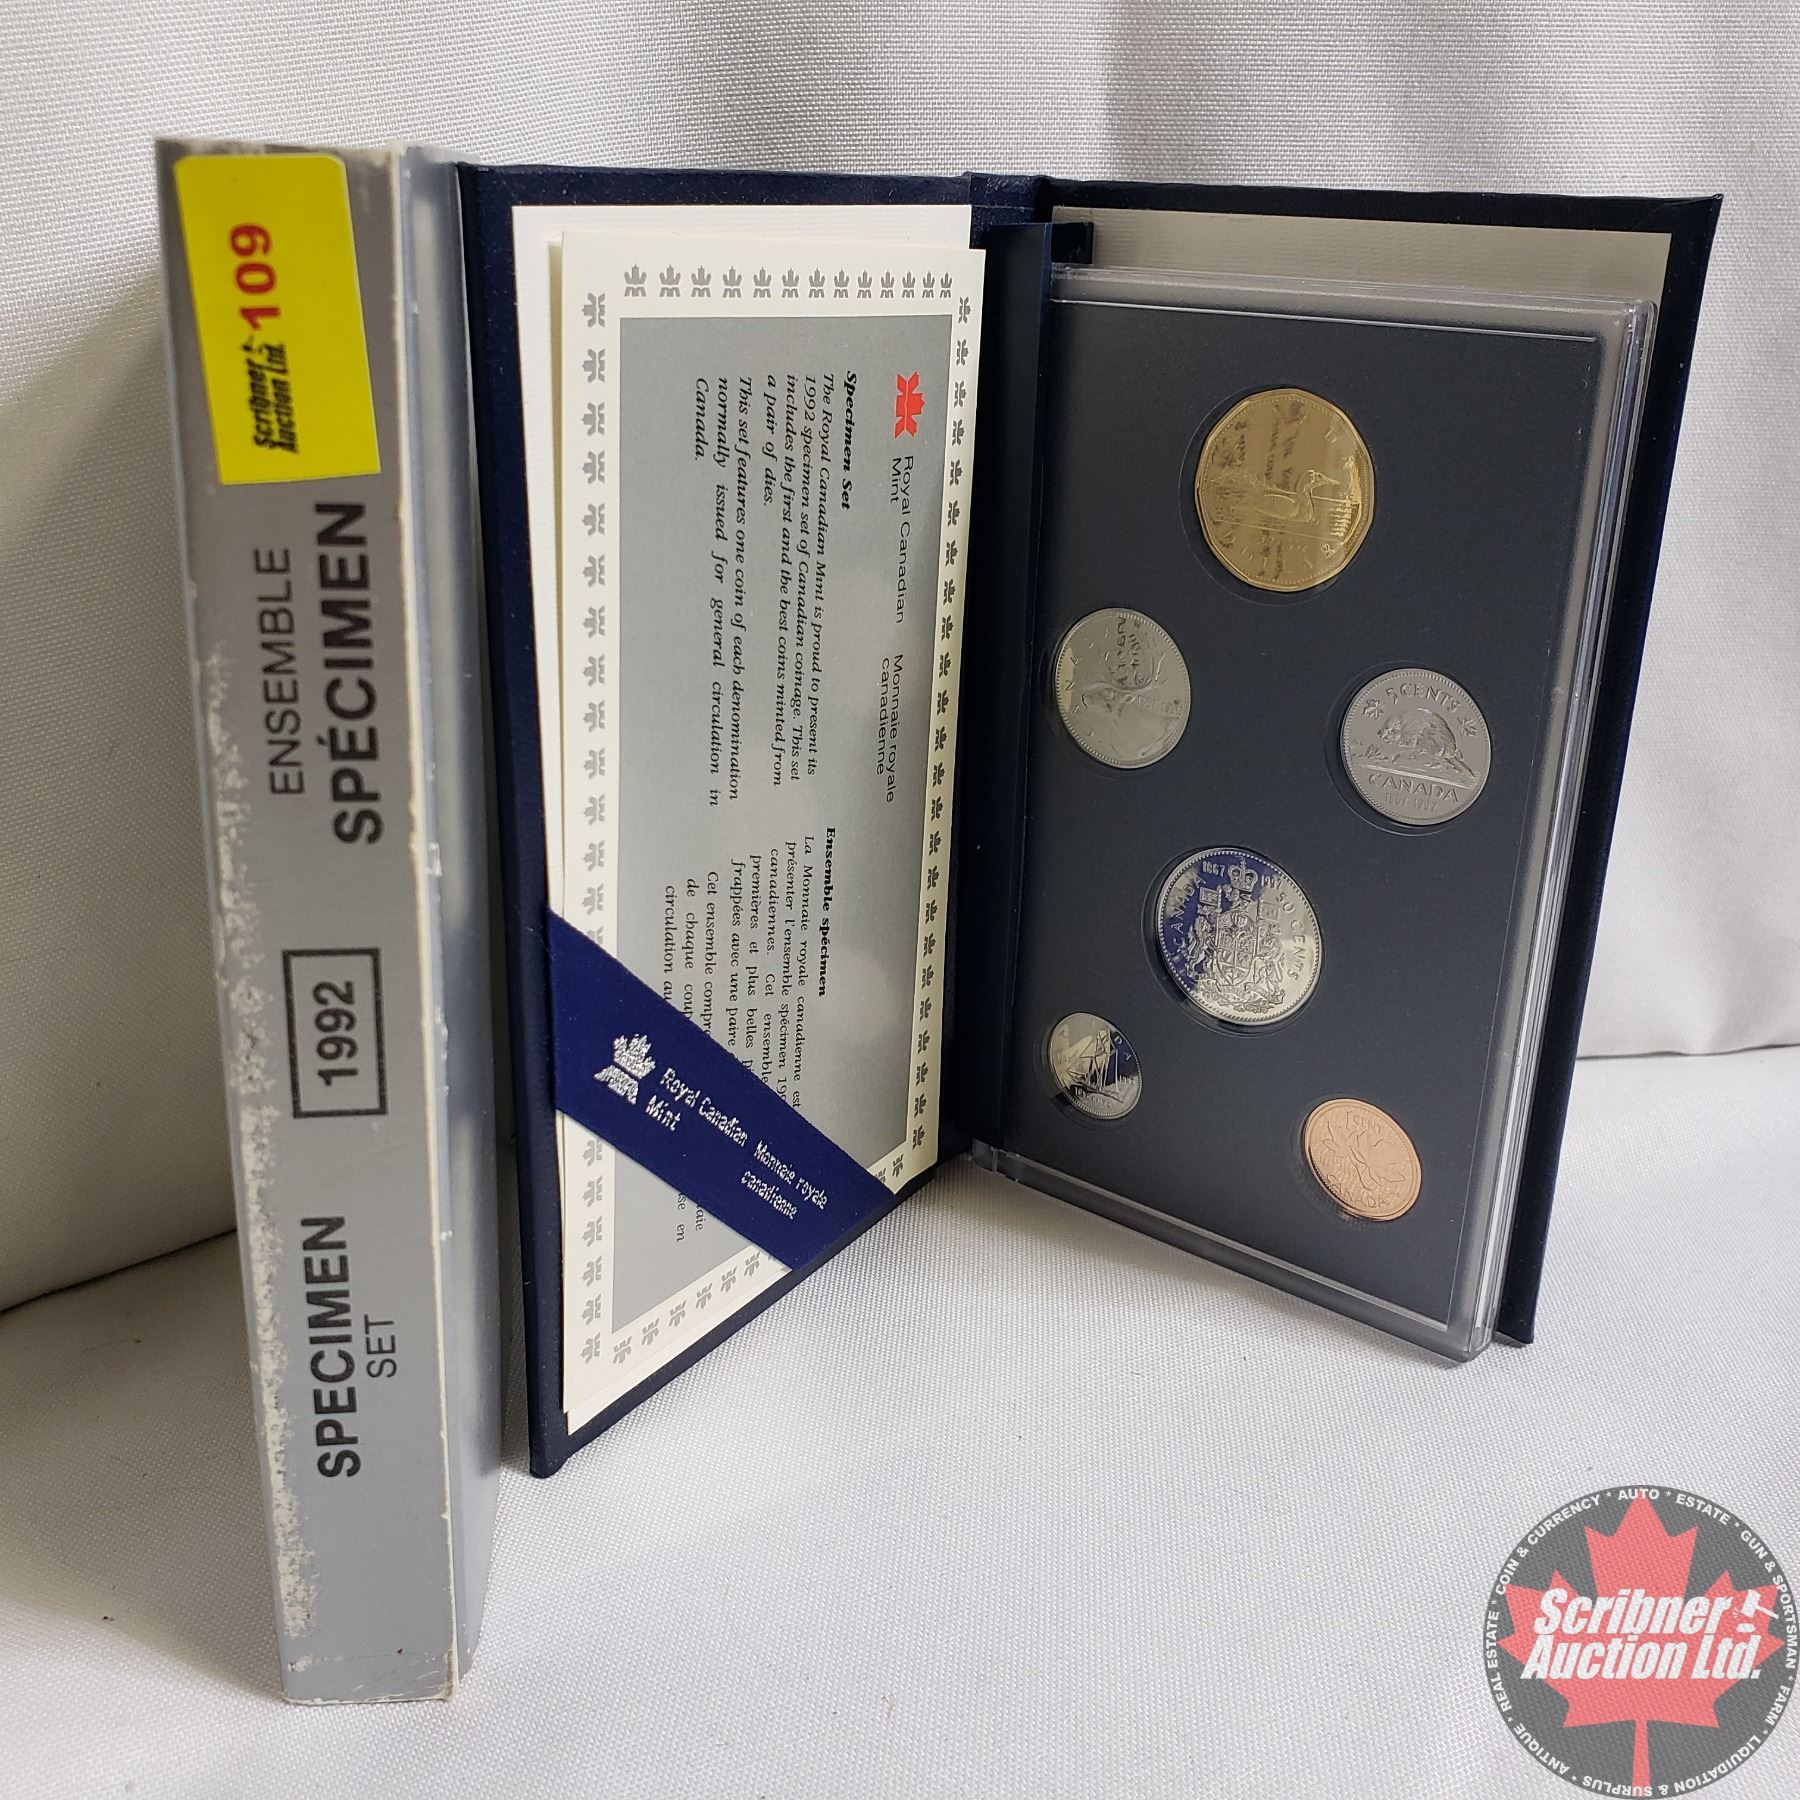 Scribner
Auction Ltd.
109
ENSEMBLE
SPÉCIMEN
1992
SPECIMEN
SET
Royal Canadian
Mint
Monnaie royale
canadienne
Specimen Set
The Royal Canadian Mint is proud to present its
1992 specimen set of Canadian coinage. This set
includes the first and the best coins minted from
a pair of dies.
This set features one coin of each denomination
normally issued for general circulation in
Canada.
Ensemble spécimen
La Monnaie royale canadienne est
présenter l'ensemble spécimen
canadiennes. Cet ensemble
premières et plus belles
frappées avec une paire
Cet ensemble
de chaque
circulation
en
Royal Canadian
Mint
Monnaie royale
canadienne
5 CENTS
CANADA
1867-1992
CANADA
1867 1992
50 CENTS
CENT
CANADA
COIN & CURRENCY * AUTO * ESTATE * GUN & SPORTSMAN * FARM * LIQUIDATION & SURPLUS * ANTIQUE * REAL ESTATE *
Scribner
Auction Ltd.